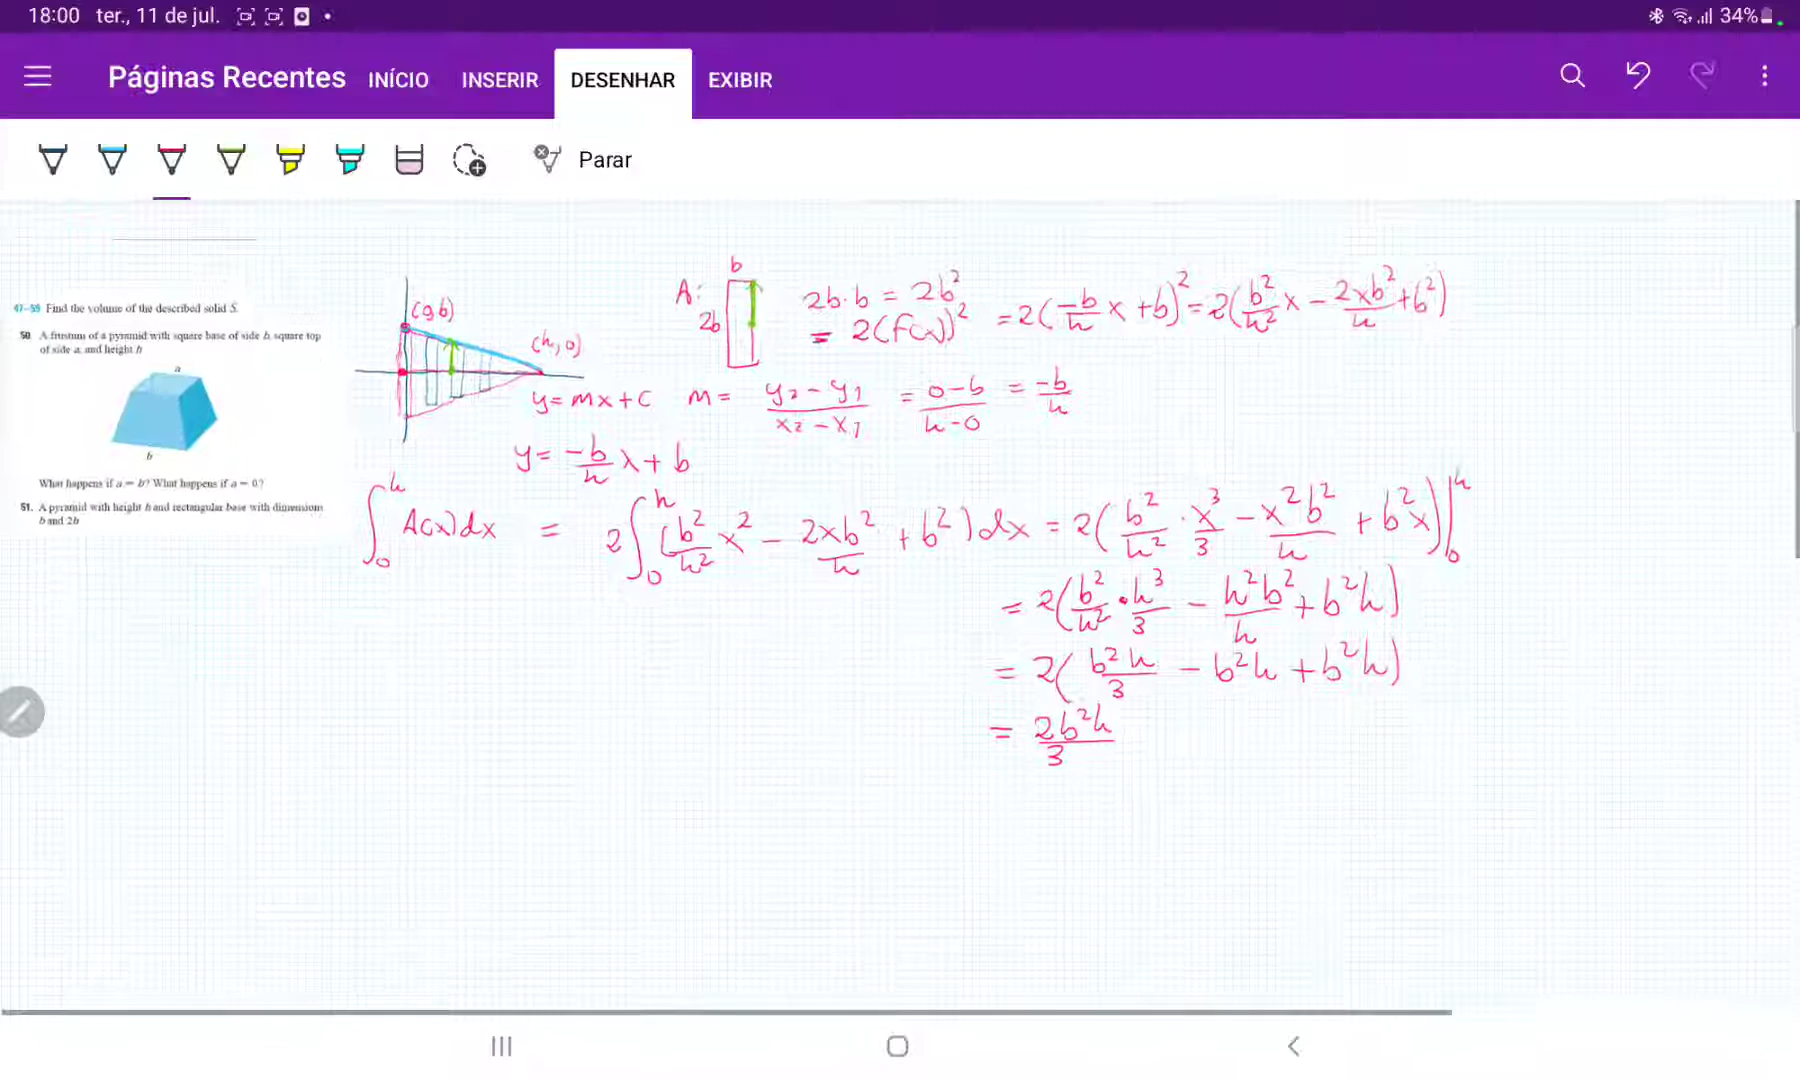 18:00 ter., 11 de jul.
34%
Páginas Recentes INÍCIO INSERIR DESENHAR EXIBIR
Parar
47–59 Find the volume of the described solid S.
50. A frustum of a pyramid with square base of side b, square top
of side a, and height h
a
b
What happens if a = b? What happens if a = 0?
51. A pyramid with height h and rectangular base with dimensions
b and 2b
(0,b)
(h,0)
A:
b
2b
2b·b = 2b²
= 2(f(x))² = 2(-b/h x + b)² = 2(b²/h² x - 2xb²/h + b²)
y = mx + c m = y₂ - y₁ / x₂ - x₁ = 0-b / h-0 = -b/h
y = -b/h x + b
∫₀ʰ A(x)dx = 2∫₀ʰ (b²/h² x² - 2xb²/h + b²)dx = 2(b²/h² · x³/3 - x²b²/h + b²x)|₀ʰ
= 2(b²/h² · h³/3 - h²b²/h + b²h)
= 2(b²h/3 - b²h + b²h)
= 2b²h/3